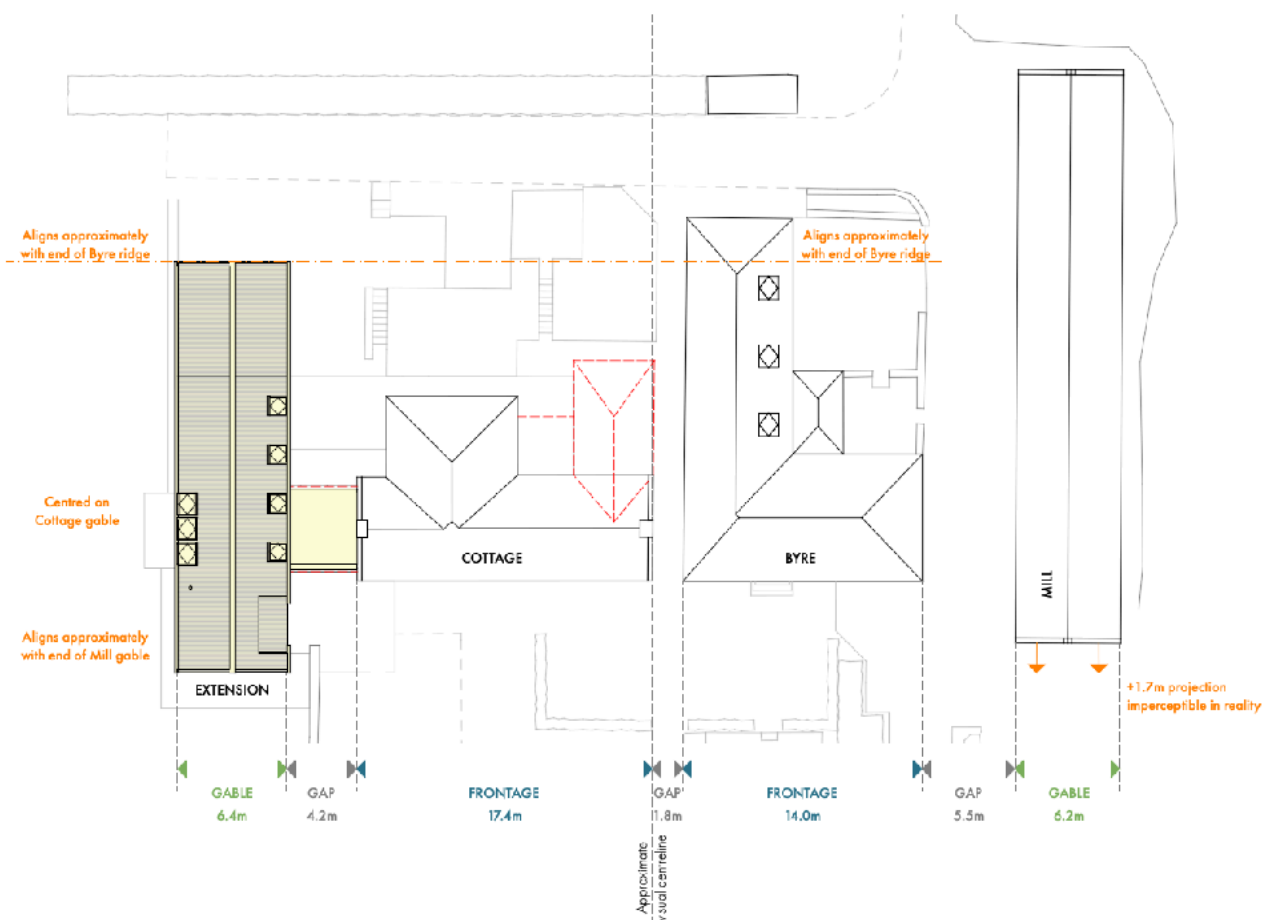 Aligns approximately
with end of Byre ridge
Aligns approximately
with end of Byre ridge
Centred on
Cottage gable
COTTAGE
BYRE
MILL
Aligns approximately
with end of Mill gable
EXTENSION
+1.7m projection
imperceptible in reality
GABLE
6.4m
GAP
4.2m
FRONTAGE
17.4m
GAP
1.8m
FRONTAGE
14.0m
GAP
5.5m
GABLE
6.2m
Approximate
visual centreline